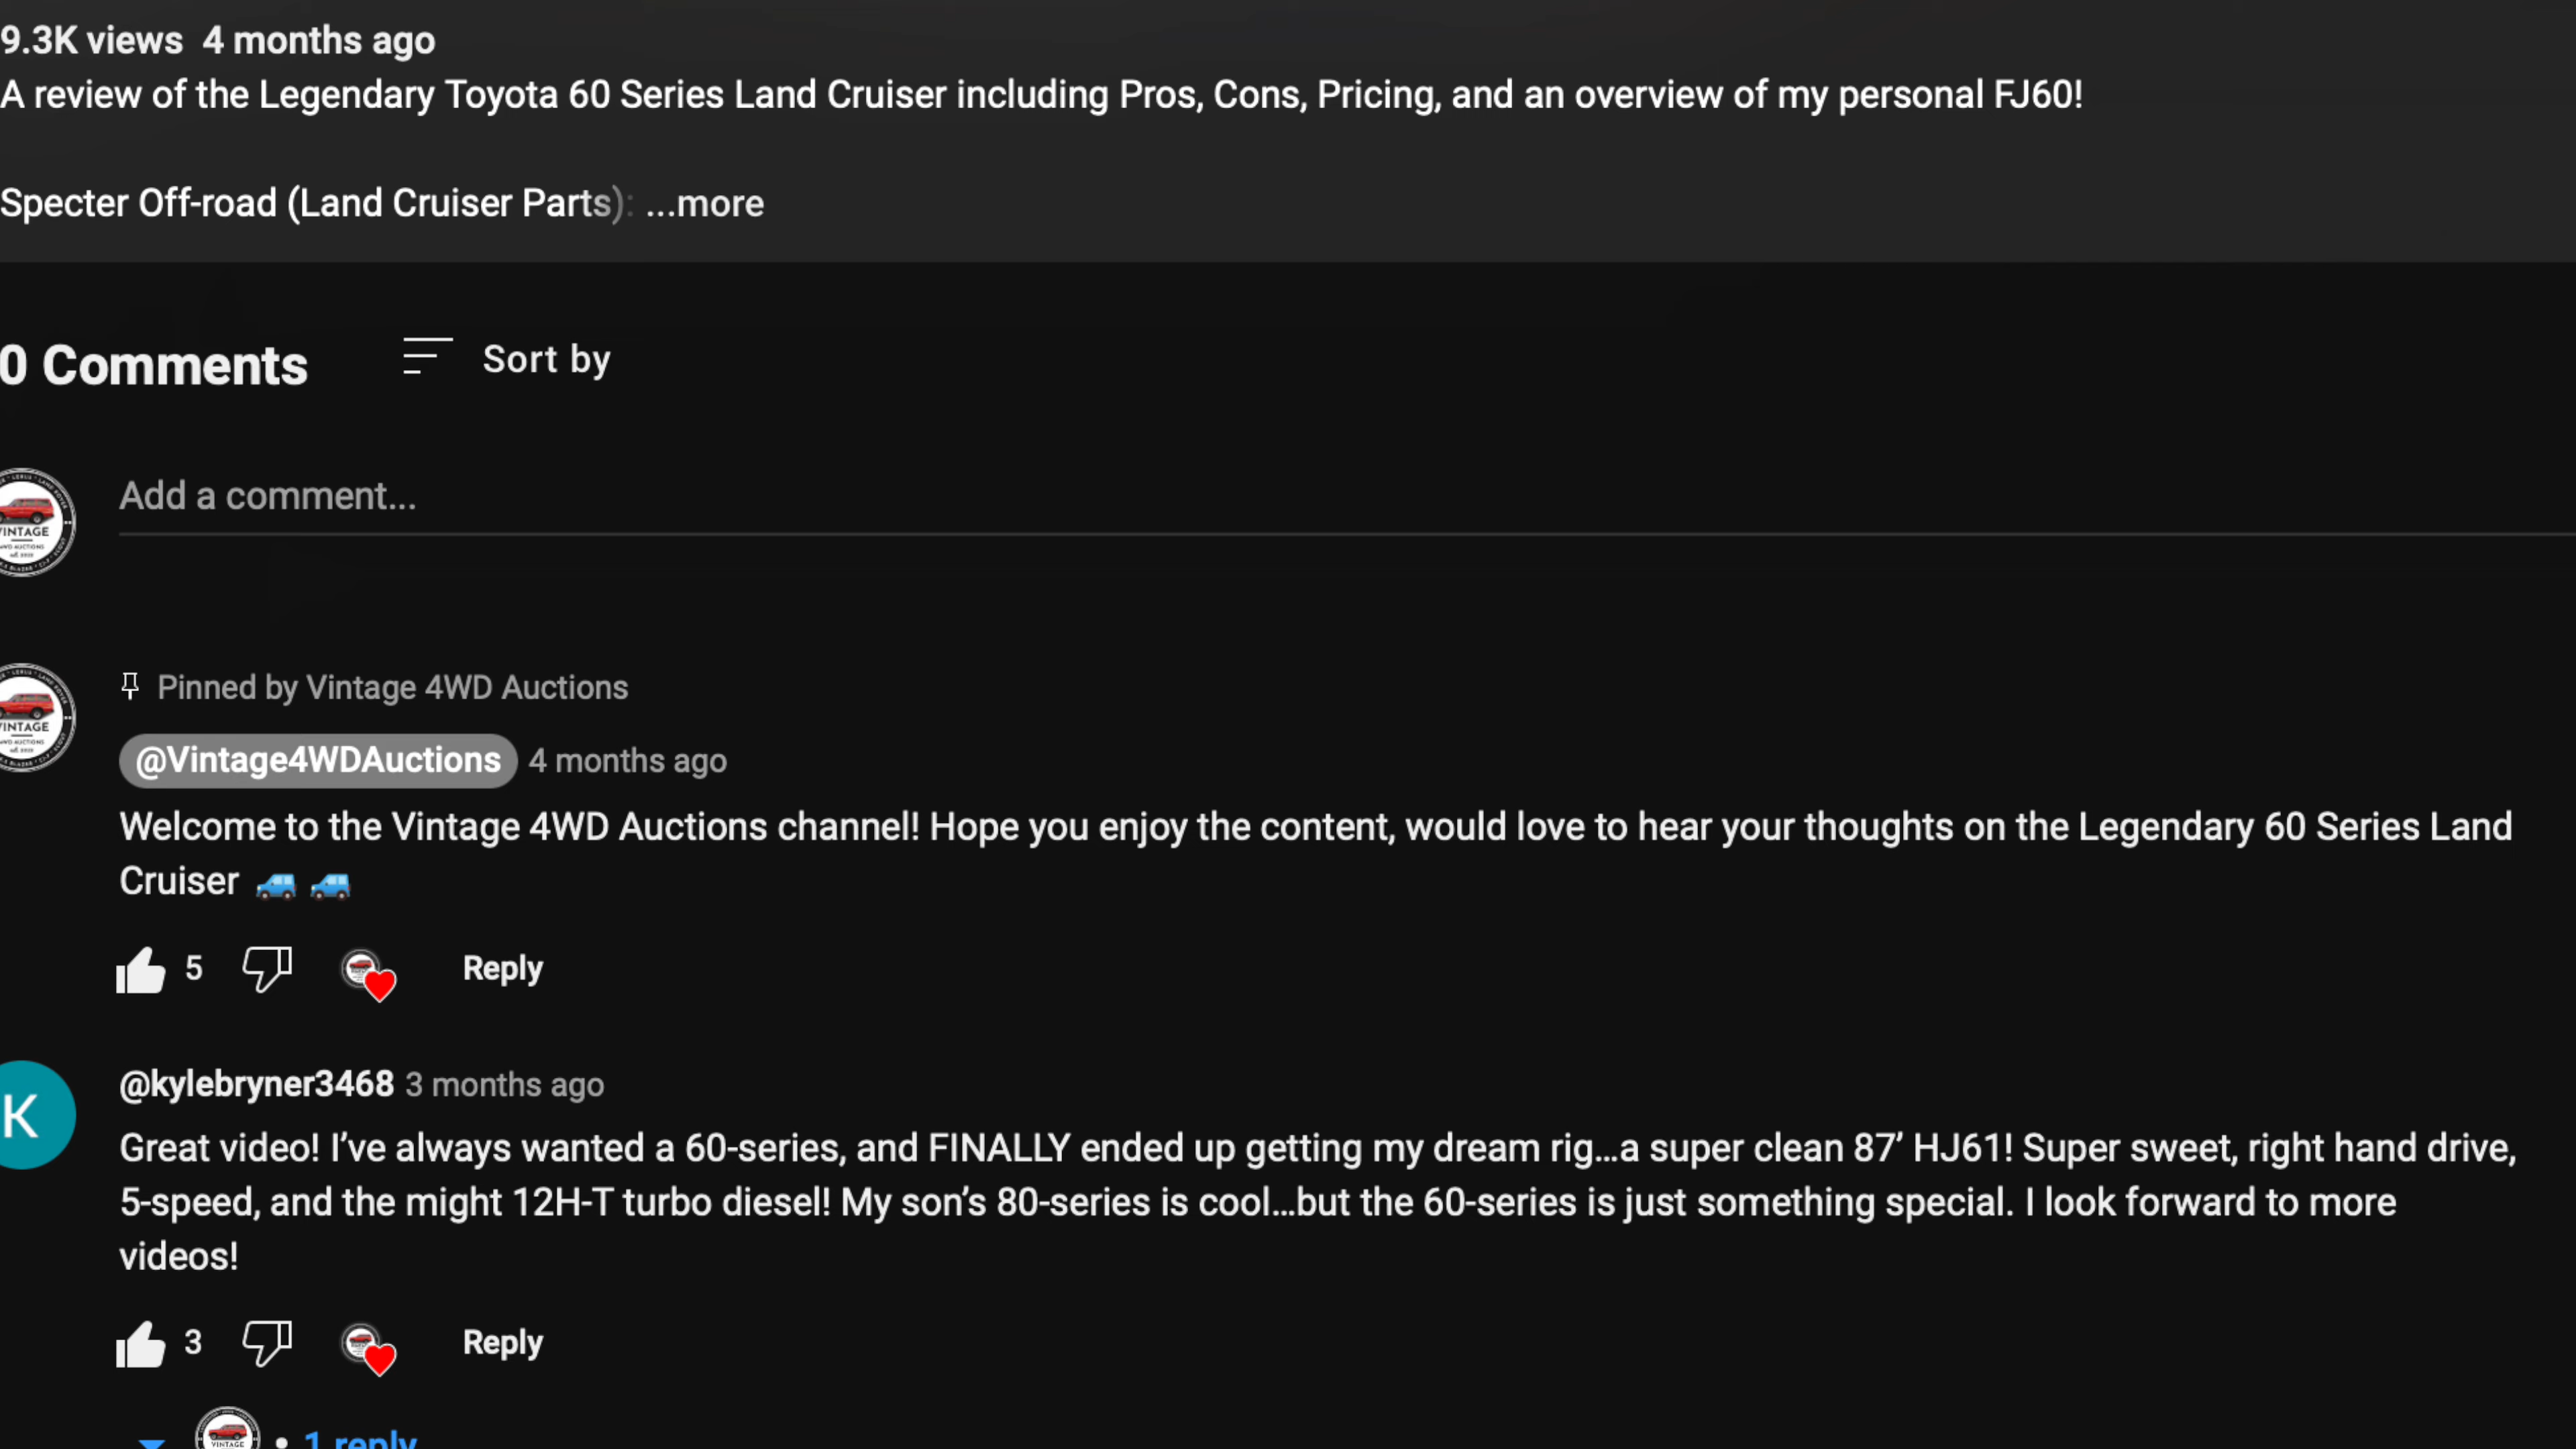 9.3K views 4 months ago
A review of the Legendary Toyota 60 Series Land Cruiser including Pros, Cons, Pricing, and an overview of my personal FJ60!
Specter Off-road (Land Cruiser Parts): ...more
0 Comments
Sort by
VINTAGE
Add a comment...
Pinned by Vintage 4WD Auctions
VINTAGE
@Vintage4WDAuctions 4 months ago
Welcome to the Vintage 4WD Auctions channel! Hope you enjoy the content, would love to hear your thoughts on the Legendary 60 Series Land
Cruiser
5
Reply
K
@kylebryner3468 3 months ago
Great video! I’ve always wanted a 60-series, and FINALLY ended up getting my dream rig...a super clean 87’ HJ61! Super sweet, right hand drive,
5-speed, and the might 12H-T turbo diesel! My son’s 80-series is cool...but the 60-series is just something special. I look forward to more
videos!
3
Reply
VINTAGE
1 reply